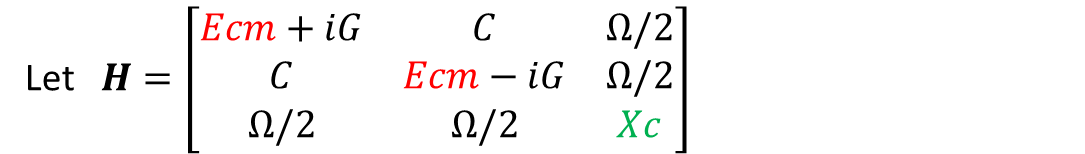 Ecm + iG C Ω/2
Let H = C Ecm − iG Ω/2
Ω/2 Ω/2 Xc